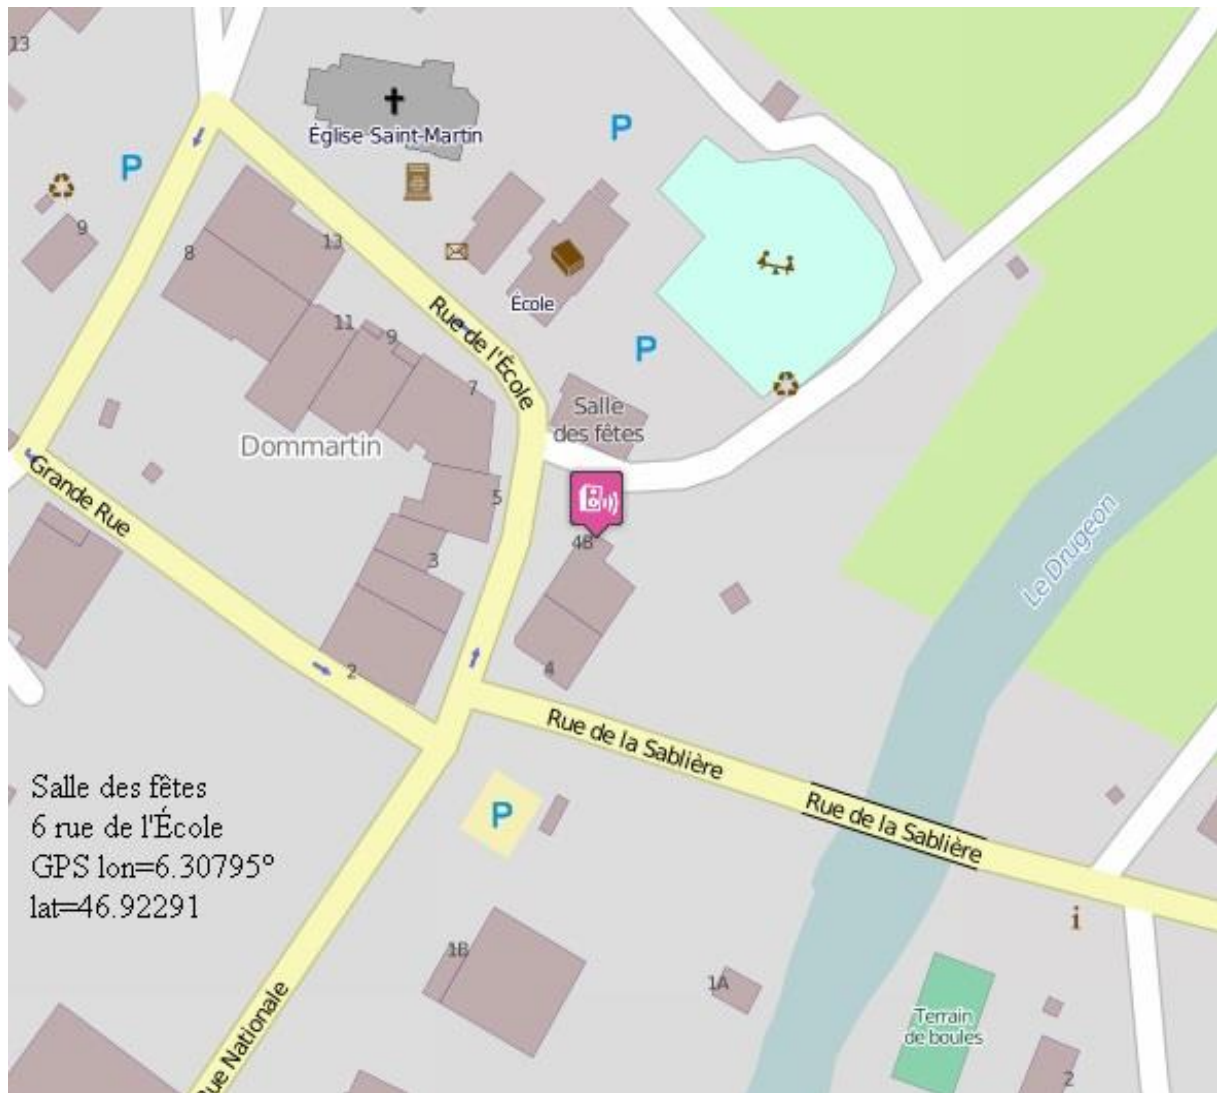 13
P
Église Saint-Martin
P
9
8
13
École
Rue de l'École
11
9
P
7
Salle
des fêtes
Dommartin
Grande Rue
5
4B
3
Le Drugeon
4
2
Rue de la Sablière
Rue de la Sablière
Salle des fêtes
6 rue de l'École
GPS lon=6.30795°
lat=46.92291
P
i
1B
1A
Rue Nationale
Terrain
de boules
2